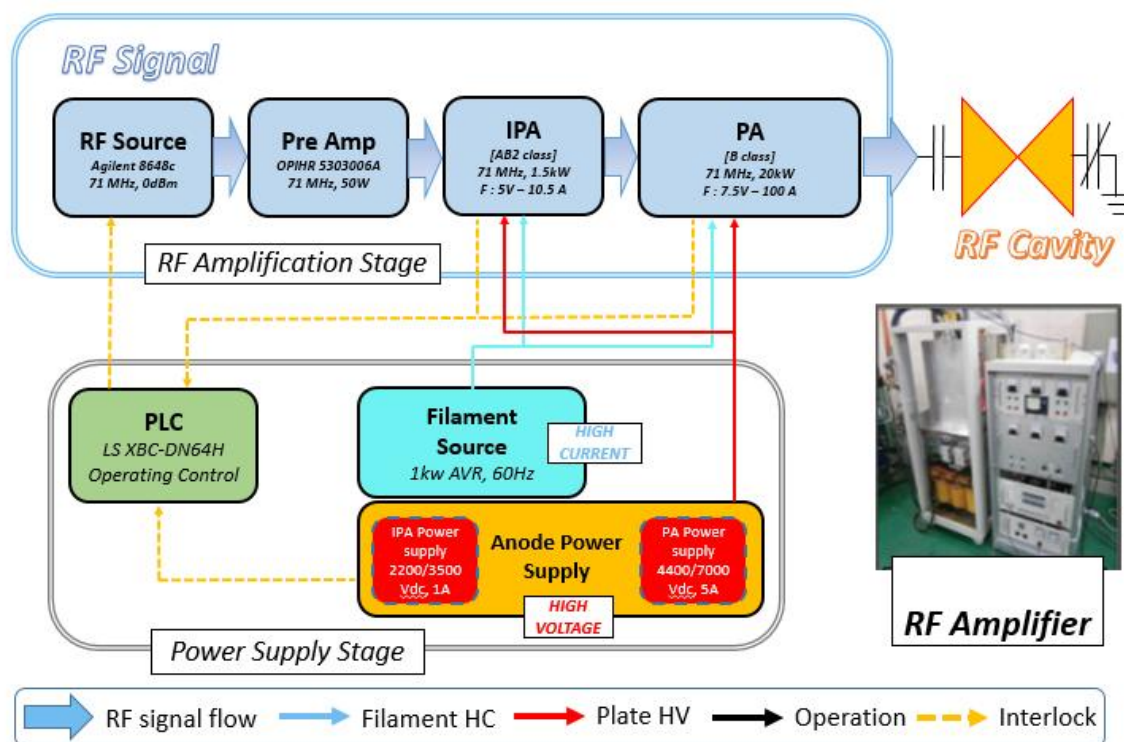 RF Signal
RF Source
Agilent 8648c
71 MHz, 0dBm
Pre Amp
OPIHR 5303006A
71 MHz, 50W
IPA
[AB2 class]
71 MHz, 1.5kW
F : 5V – 10.5 A
PA
[B class]
71 MHz, 20kW
F : 7.5V – 100 A
RF Cavity
RF Amplification Stage
PLC
LS XBC-DN64H
Operating Control
Filament
Source
1kw AVR, 60Hz
HIGH
CURRENT
IPA Power
supply
2200/3500
Vdc, 1A
Anode Power
Supply
PA Power
supply
4400/7000
Vdc, 5A
HIGH
VOLTAGE
Power Supply Stage
RF Amplifier
RF signal flow
Filament HC
Plate HV
Operation
Interlock